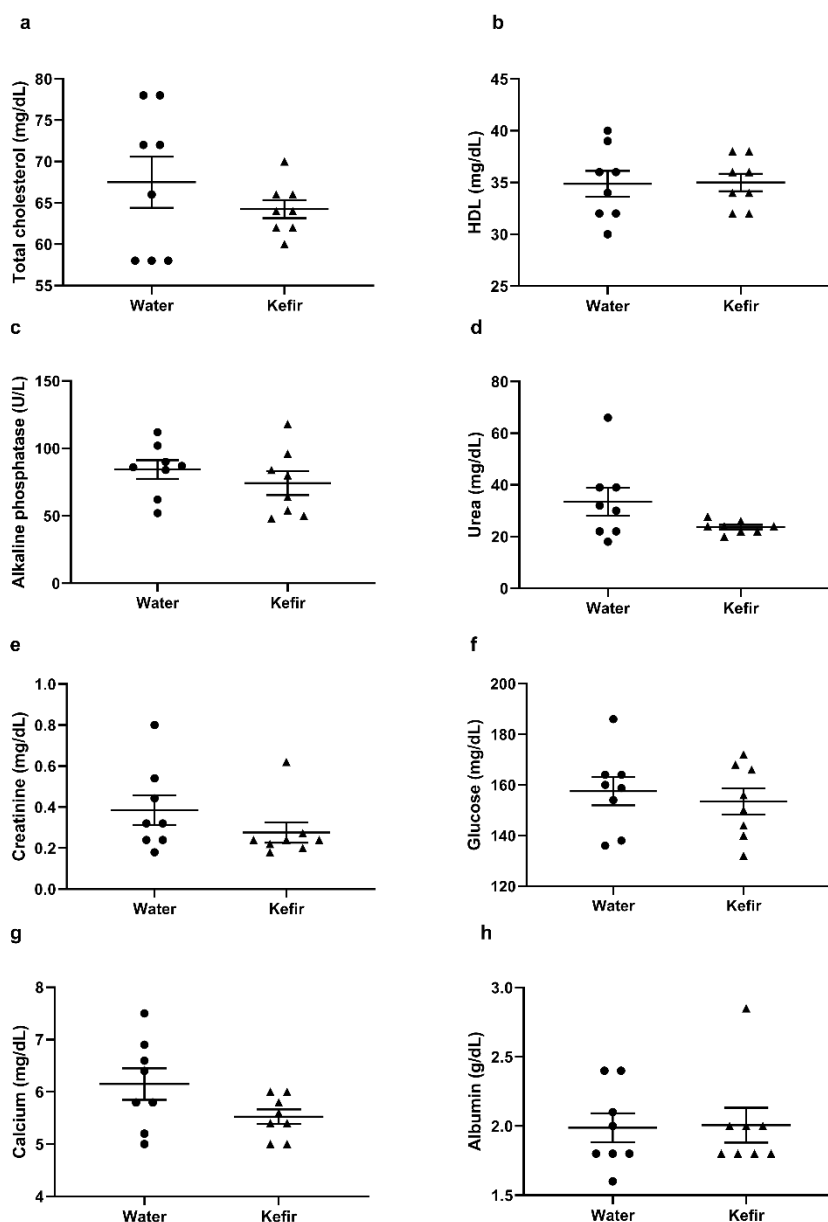 a
Total cholesterol (mg/dL)
80
75
70
65
60
55
Water Kefir
b
HDL (mg/dL)
45
40
35
30
25
Water Kefir
c
Alkaline phosphatase (U/L)
150
100
50
0
Water Kefir
d
Urea (mg/dL)
80
60
40
20
0
Water Kefir
e
Creatinine (mg/dL)
1.0
0.8
0.6
0.4
0.2
0.0
Water Kefir
f
Glucose (mg/dL)
200
180
160
140
120
Water Kefir
g
Calcium (mg/dL)
8
7
6
5
4
Water Kefir
h
Albumin (g/dL)
3.0
2.5
2.0
1.5
Water Kefir